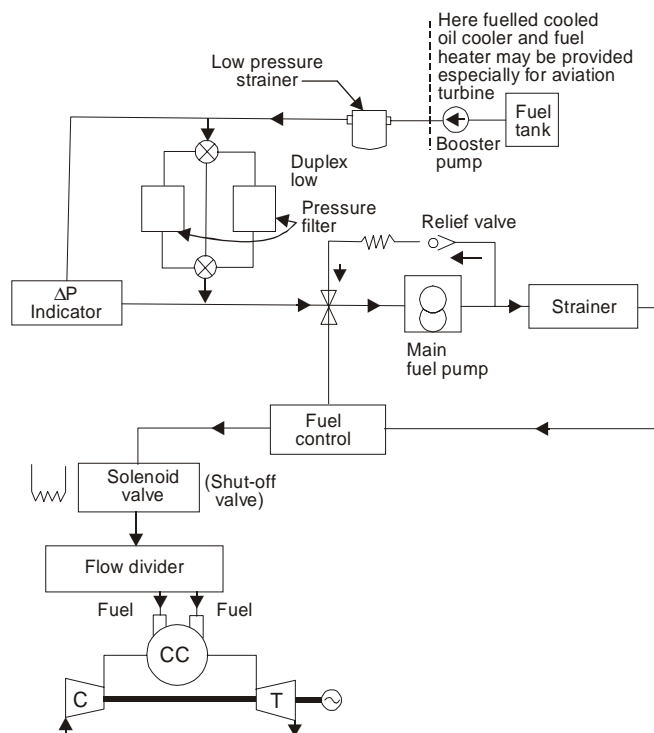 Here fuelled cooled
oil cooler and fuel
heater may be provided
especially for aviation
turbine
Low pressure
strainer
Fuel
tank
Booster
pump
Duplex
low
Pressure
filter
Relief valve
ΔP
Indicator
Main
fuel pump
Strainer
Fuel
control
Solenoid
valve
(Shut-off
valve)
Flow divider
Fuel
Fuel
CC
C
T